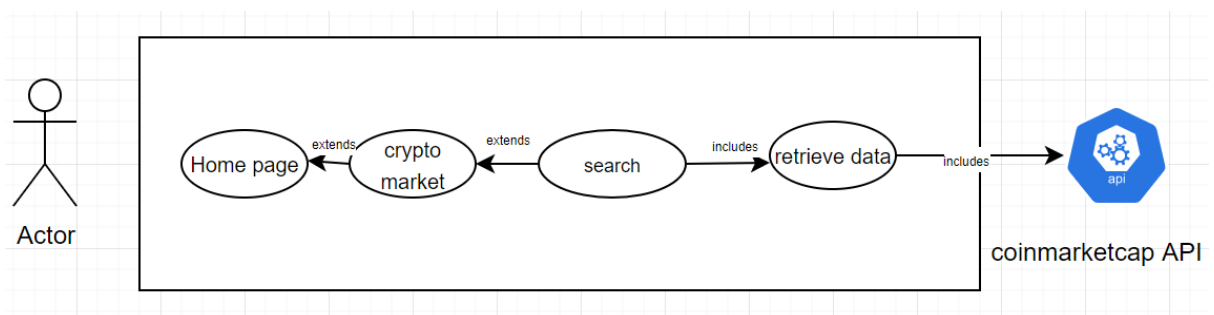 Actor
Home page
extends
crypto
market
extends
search
includes
retrieve data
includes
api
coinmarketcap API